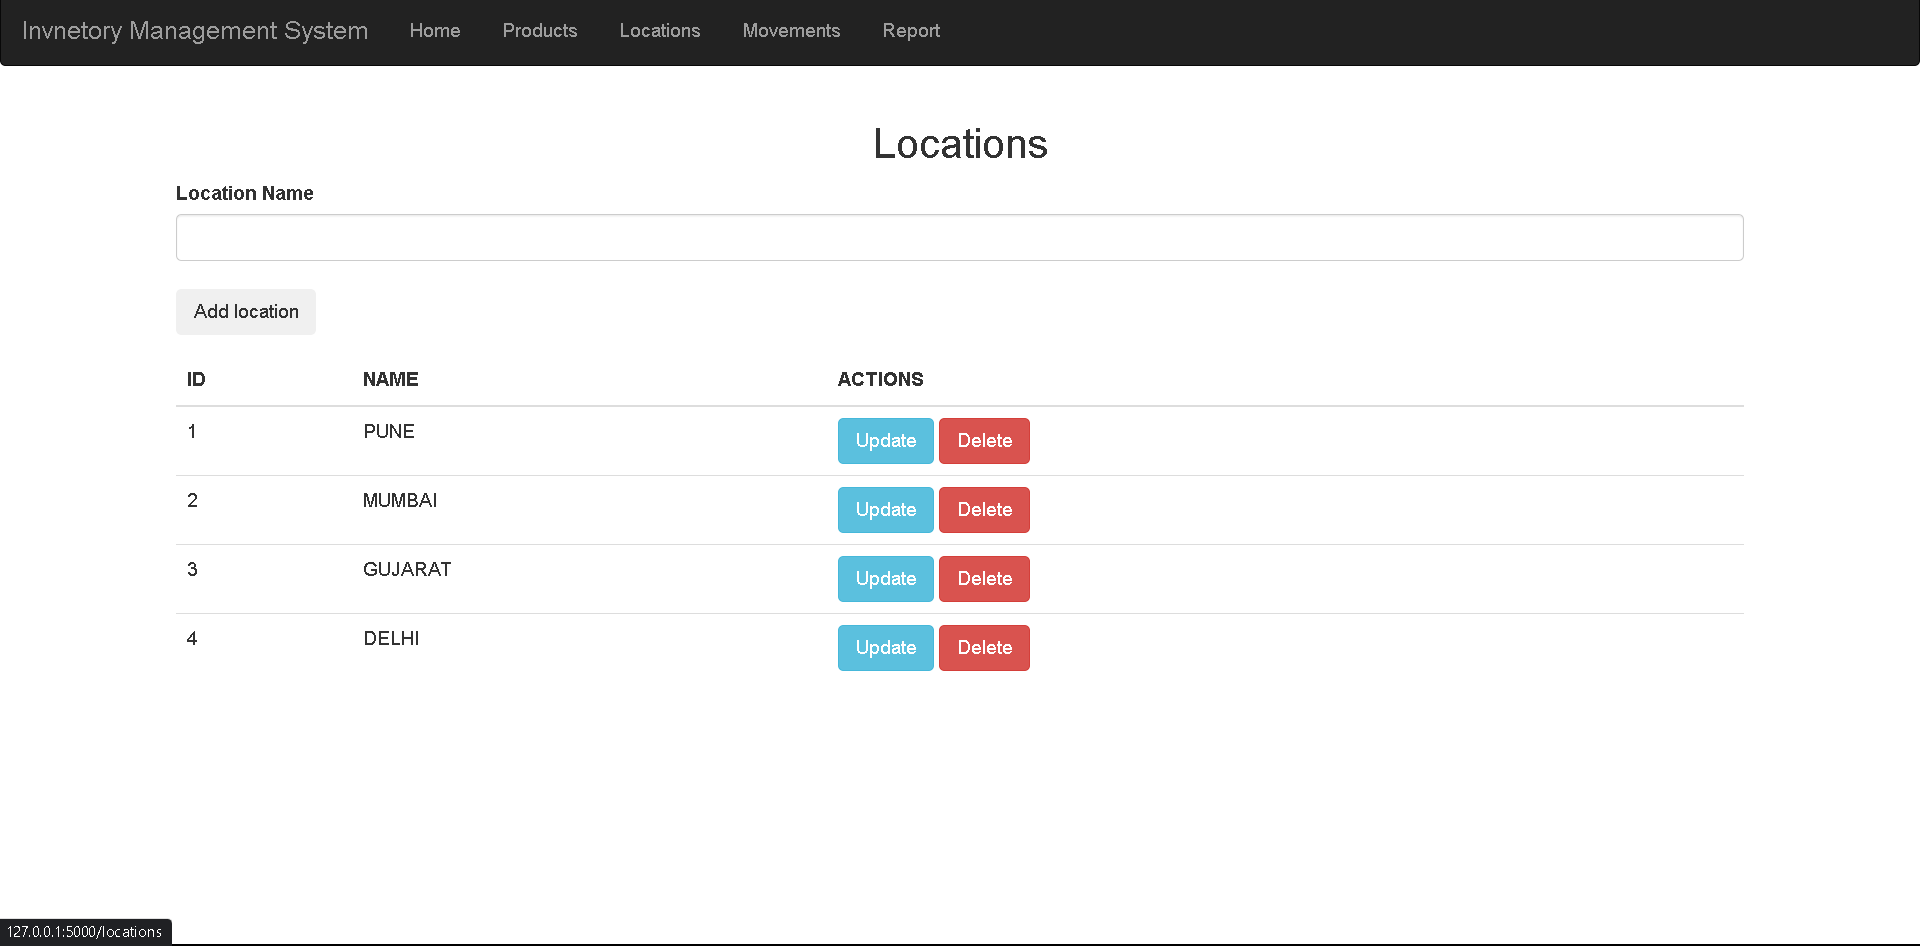 Invnetory Management System Home Products Locations Movements Report
Locations
Location Name
Add location
ID NAME ACTIONS
1 PUNE Update Delete
2 MUMBAI Update Delete
3 GUJARAT Update Delete
4 DELHI Update Delete
127.0.0.1:5000/locations